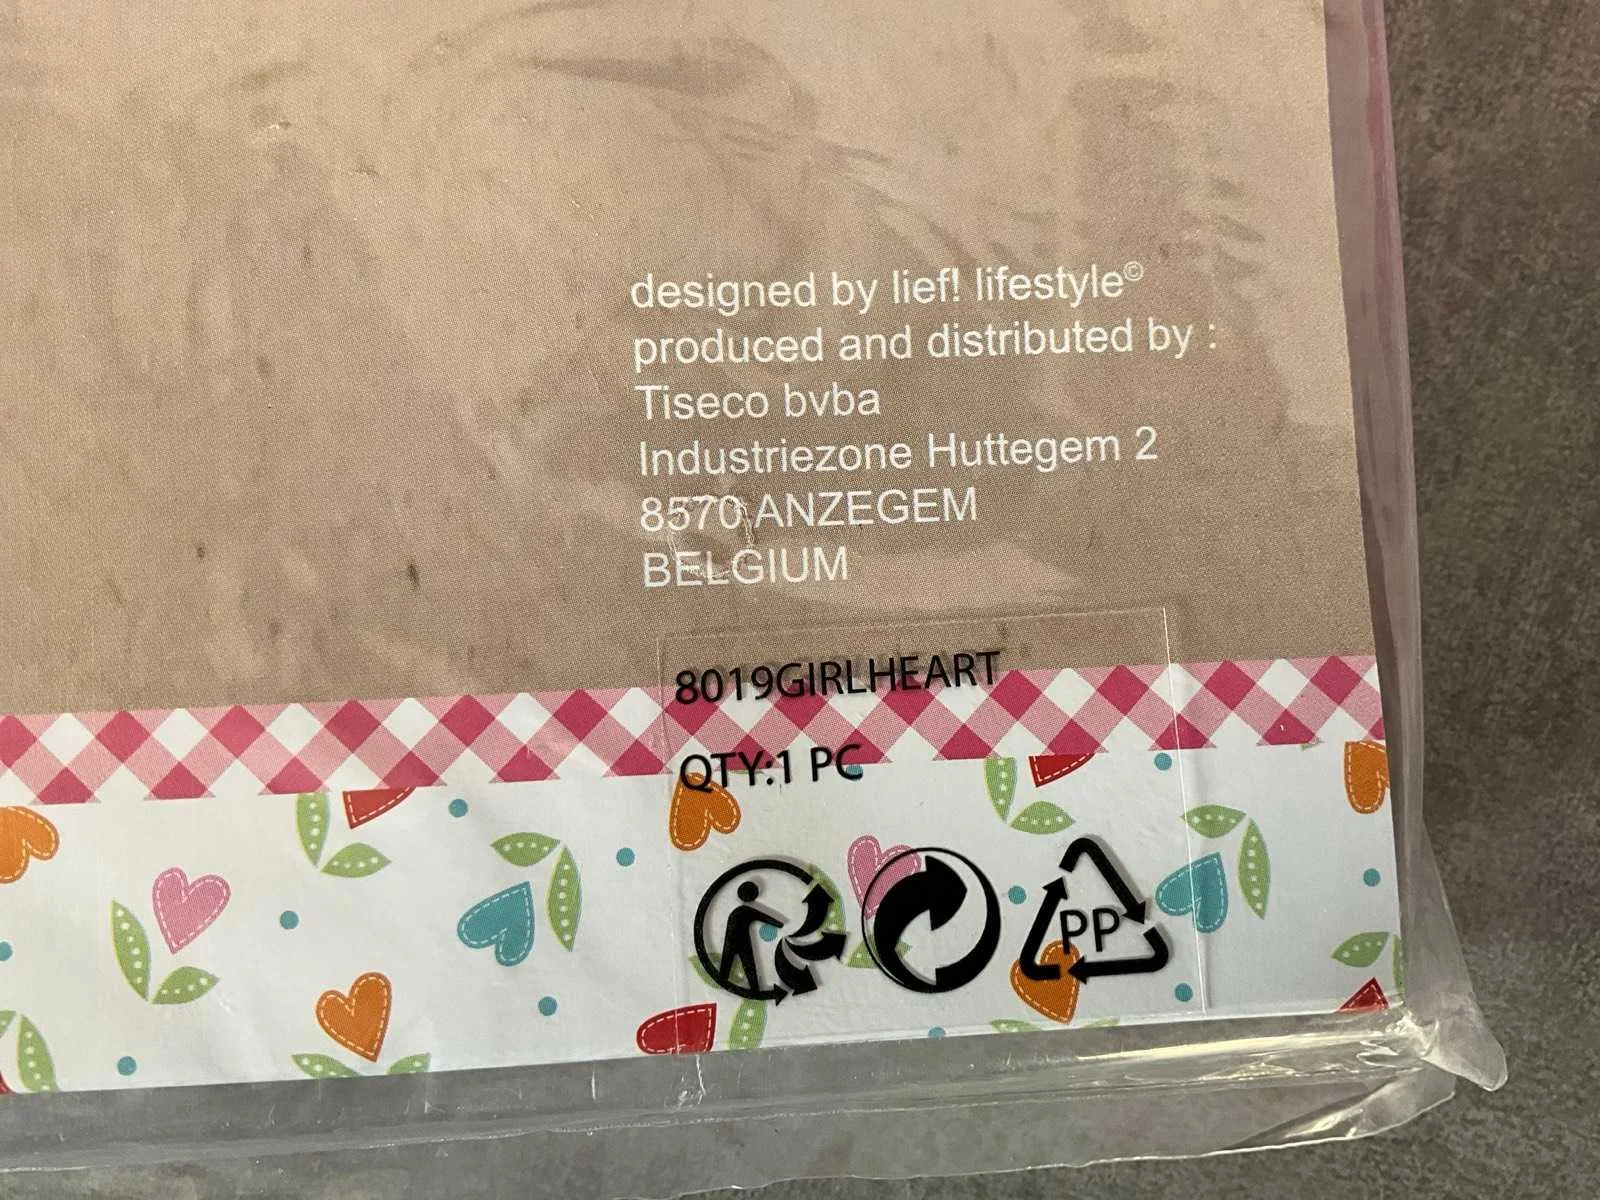 designed by lief! lifestyle©
produced and distributed by :
Tiseco bvba
Industriezone Huttegem 2
8570 ANZEGEM
BELGIUM
8019GIRLHEART
QTY:1 PC
PP